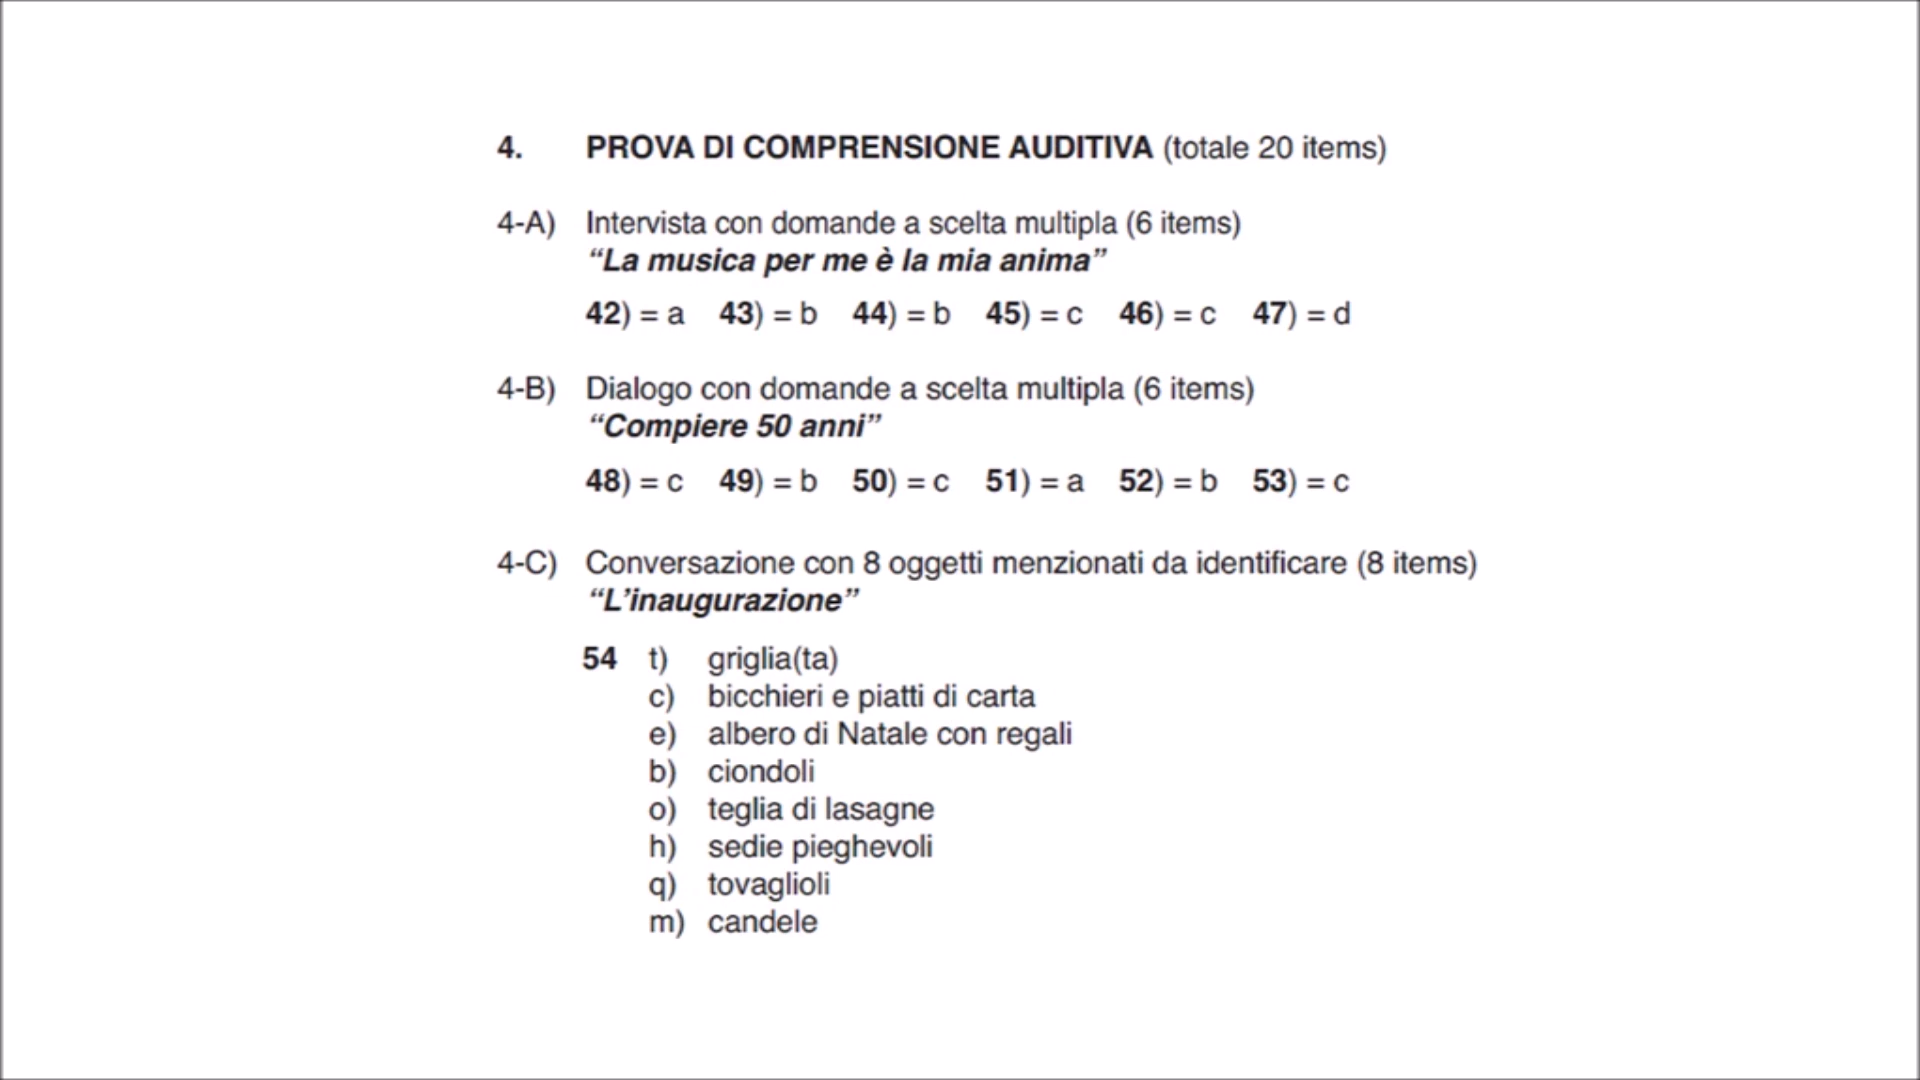 4. PROVA DI COMPRENSIONE AUDITIVA (totale 20 items)
4-A) Intervista con domande a scelta multipla (6 items)
“La musica per me è la mia anima”
42) = a 43) = b 44) = b 45) = c 46) = c 47) = d
4-B) Dialogo con domande a scelta multipla (6 items)
“Compiere 50 anni”
48) = c 49) = b 50) = c 51) = a 52) = b 53) = c
4-C) Conversazione con 8 oggetti menzionati da identificare (8 items)
“L’inaugurazione”
54 t) griglia(ta)
c) bicchieri e piatti di carta
e) albero di Natale con regali
b) ciondoli
o) teglia di lasagne
h) sedie pieghevoli
q) tovaglioli
m) candele